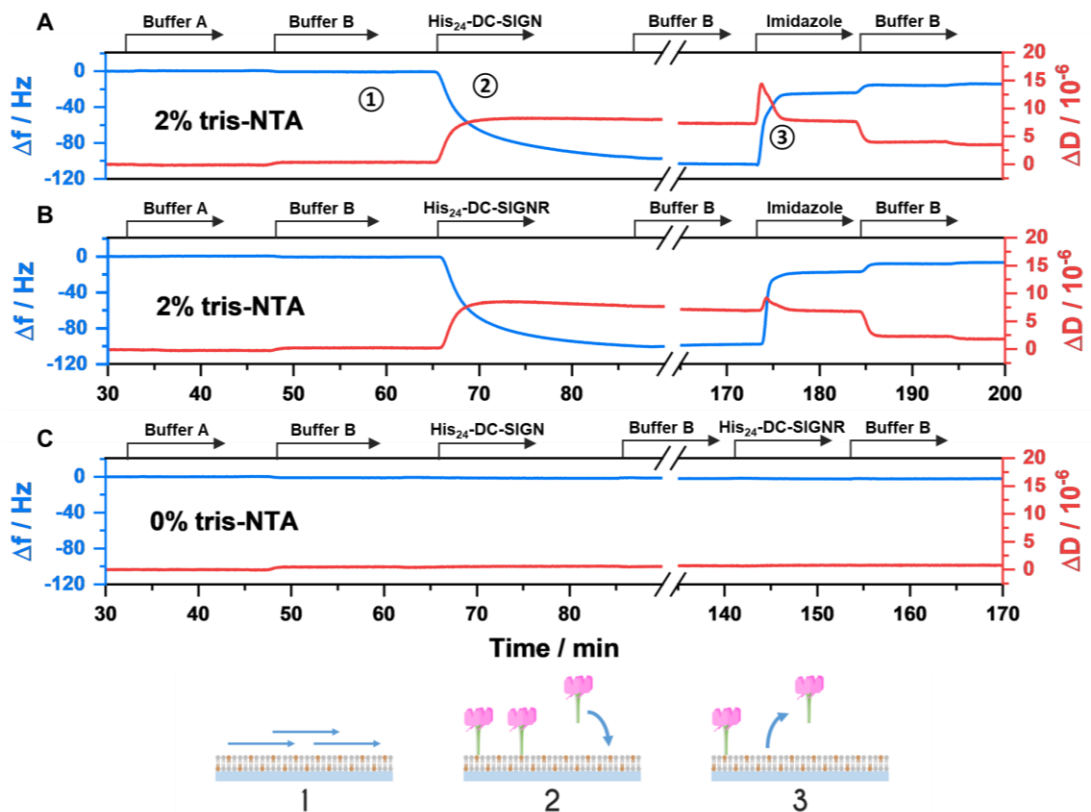 A
Buffer A
Buffer B
His₂₄-DC-SIGN
Buffer B
Imidazole
Buffer B
Δf / Hz
0
-40
-80
-120
2% tris-NTA
①
②
③
20
15
10
5
0
ΔD / 10⁻⁶
B
Buffer A
Buffer B
His₂₄-DC-SIGNR
Buffer B
Imidazole
Buffer B
Δf / Hz
0
-40
-80
-120
2% tris-NTA
20
15
10
5
0
ΔD / 10⁻⁶
30 40 50 60 70 80 170 180 190 200
C
Buffer A
Buffer B
His₂₄-DC-SIGN
Buffer B
His₂₄-DC-SIGNR
Buffer B
Δf / Hz
0
-40
-80
-120
0% tris-NTA
20
15
10
5
0
ΔD / 10⁻⁶
30 40 50 60 70 80 140 150 160 170
Time / min
1 2 3